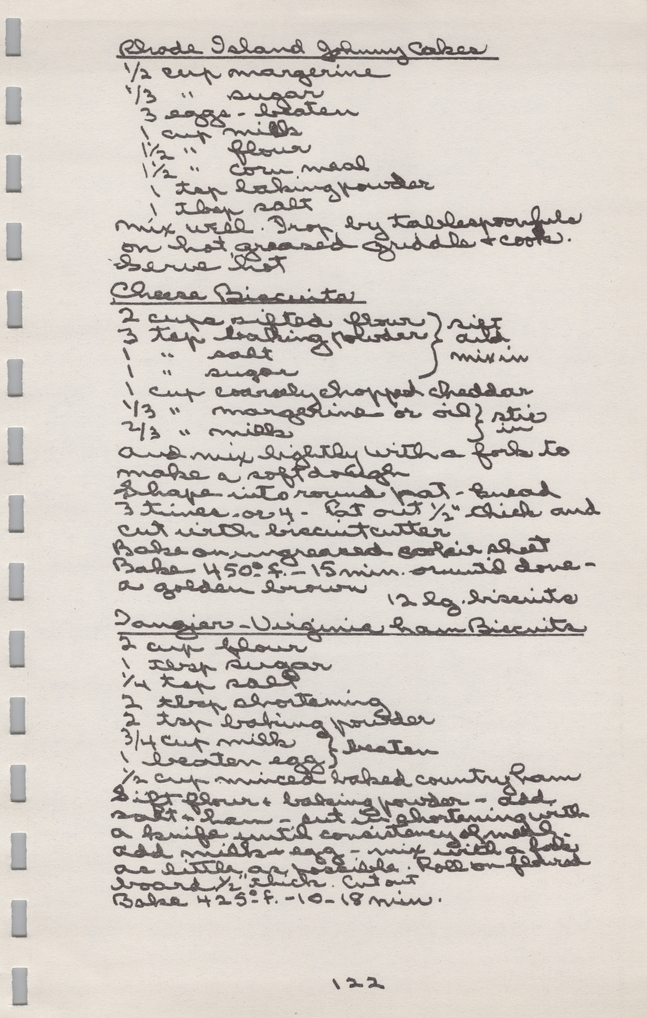 Rhode Island Johnny Cakes
1/2 cup margerine
1/3 " sugar
3 eggs - beaten
1 cup milk
1 1/2 " flour
1 1/2 " corn meal
1 tsp baking powder
1 tbsp salt
mix well. Drop by tablespoonfuls
on hot greased griddle + cook.
Serve hot
Cheese Biscuits
2 cups sifted flour } sift
3 tsp baking powder } and
1 " salt } mix in
1 " sugar
1 cup coarsely chopped cheddar
1/3 " margerine or oil } stir
2/3 " milk } in
and mix lightly with a fork to
make a soft dough
Shape into round pat - knead
3 times or 4 - Pat out 1/2" thick and
cut with biscuit cutter
Bake on ungreased cookie sheet
Bake 450° f. - 15 min. or until done -
a golden brown
12 lg. biscuits
Tangier - Virginia ham Biscuits
2 cup flour
1 tbsp sugar
1/4 tsp salt
2 tbsp shortening
2 tsp baking powder
3/4 cup milk } beaten
1 beaten egg }
1/2 cup minced baked country ham
Sift flour + baking powder - add
salt + ham - cut in shortening with
a knife until consistency of meal -
add milk + egg - mix with a fork
as little as possible. Roll on floured
board 1/2" thick. Cut out
Bake 425° f. - 10 - 18 min.
122